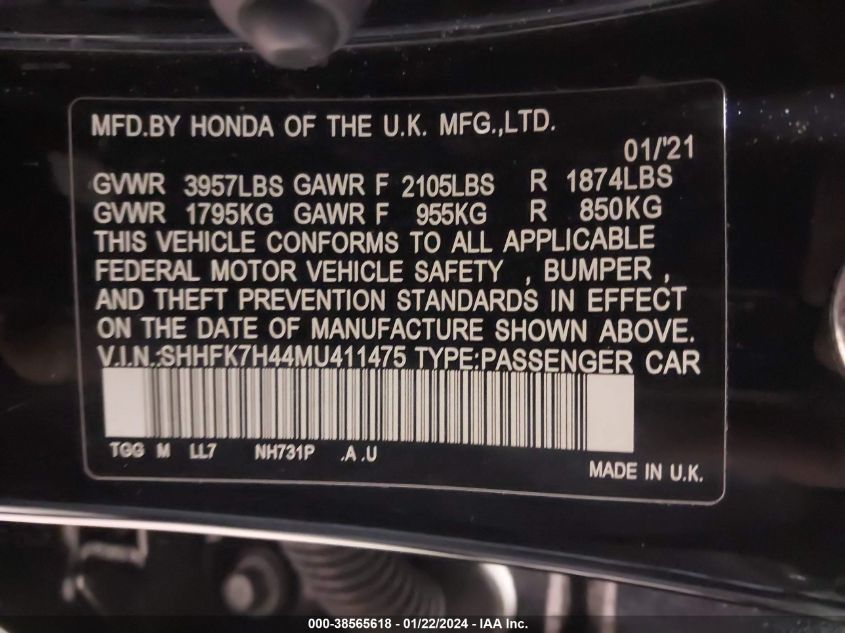 MFD.BY HONDA OF THE U.K. MFG.,LTD.
01/'21
GVWR 3957LBS GAWR F 2105LBS R 1874LBS
GVWR 1795KG GAWR F 955KG R 850KG
THIS VEHICLE CONFORMS TO ALL APPLICABLE
FEDERAL MOTOR VEHICLE SAFETY , BUMPER ,
AND THEFT PREVENTION STANDARDS IN EFFECT
ON THE DATE OF MANUFACTURE SHOWN ABOVE.
V.I.N.:SHHFK7H44MU411475 TYPE:PASSENGER CAR
TGG M LL7 NH731P .A .U
MADE IN U.K.
000-38565618 - 01/22/2024 - IAA Inc.